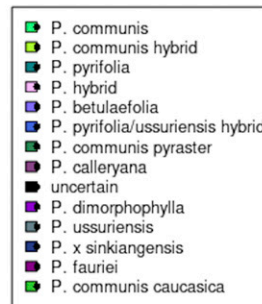 P. communis
P. communis hybrid
P. pyrifolia
P. hybrid
P. betulaefolia
P. pyrifolia/ussuriensis hybrid
P. communis pyraster
P. calleryana
uncertain
P. dimorphophylla
P. ussuriensis
P. x sinkiangensis
P. fauriei
P. communis caucasica